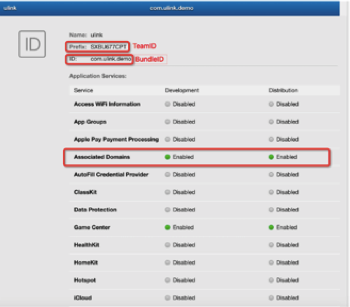 ulink com.ulink.demo
ID
Name: ulink
Prefix: SXBU677CPT TeamID
ID: com.ulink.demo BundleID
Application Services:
Service Development Distribution
Access WiFi Information Disabled Disabled
App Groups Disabled Disabled
Apple Pay Payment Processing Disabled Disabled
Associated Domains Enabled Enabled
AutoFill Credential Provider Disabled Disabled
ClassKit Disabled Disabled
Data Protection Disabled Disabled
Game Center Enabled Enabled
HealthKit Disabled Disabled
HomeKit Disabled Disabled
Hotspot Disabled Disabled
iCloud Disabled Disabled